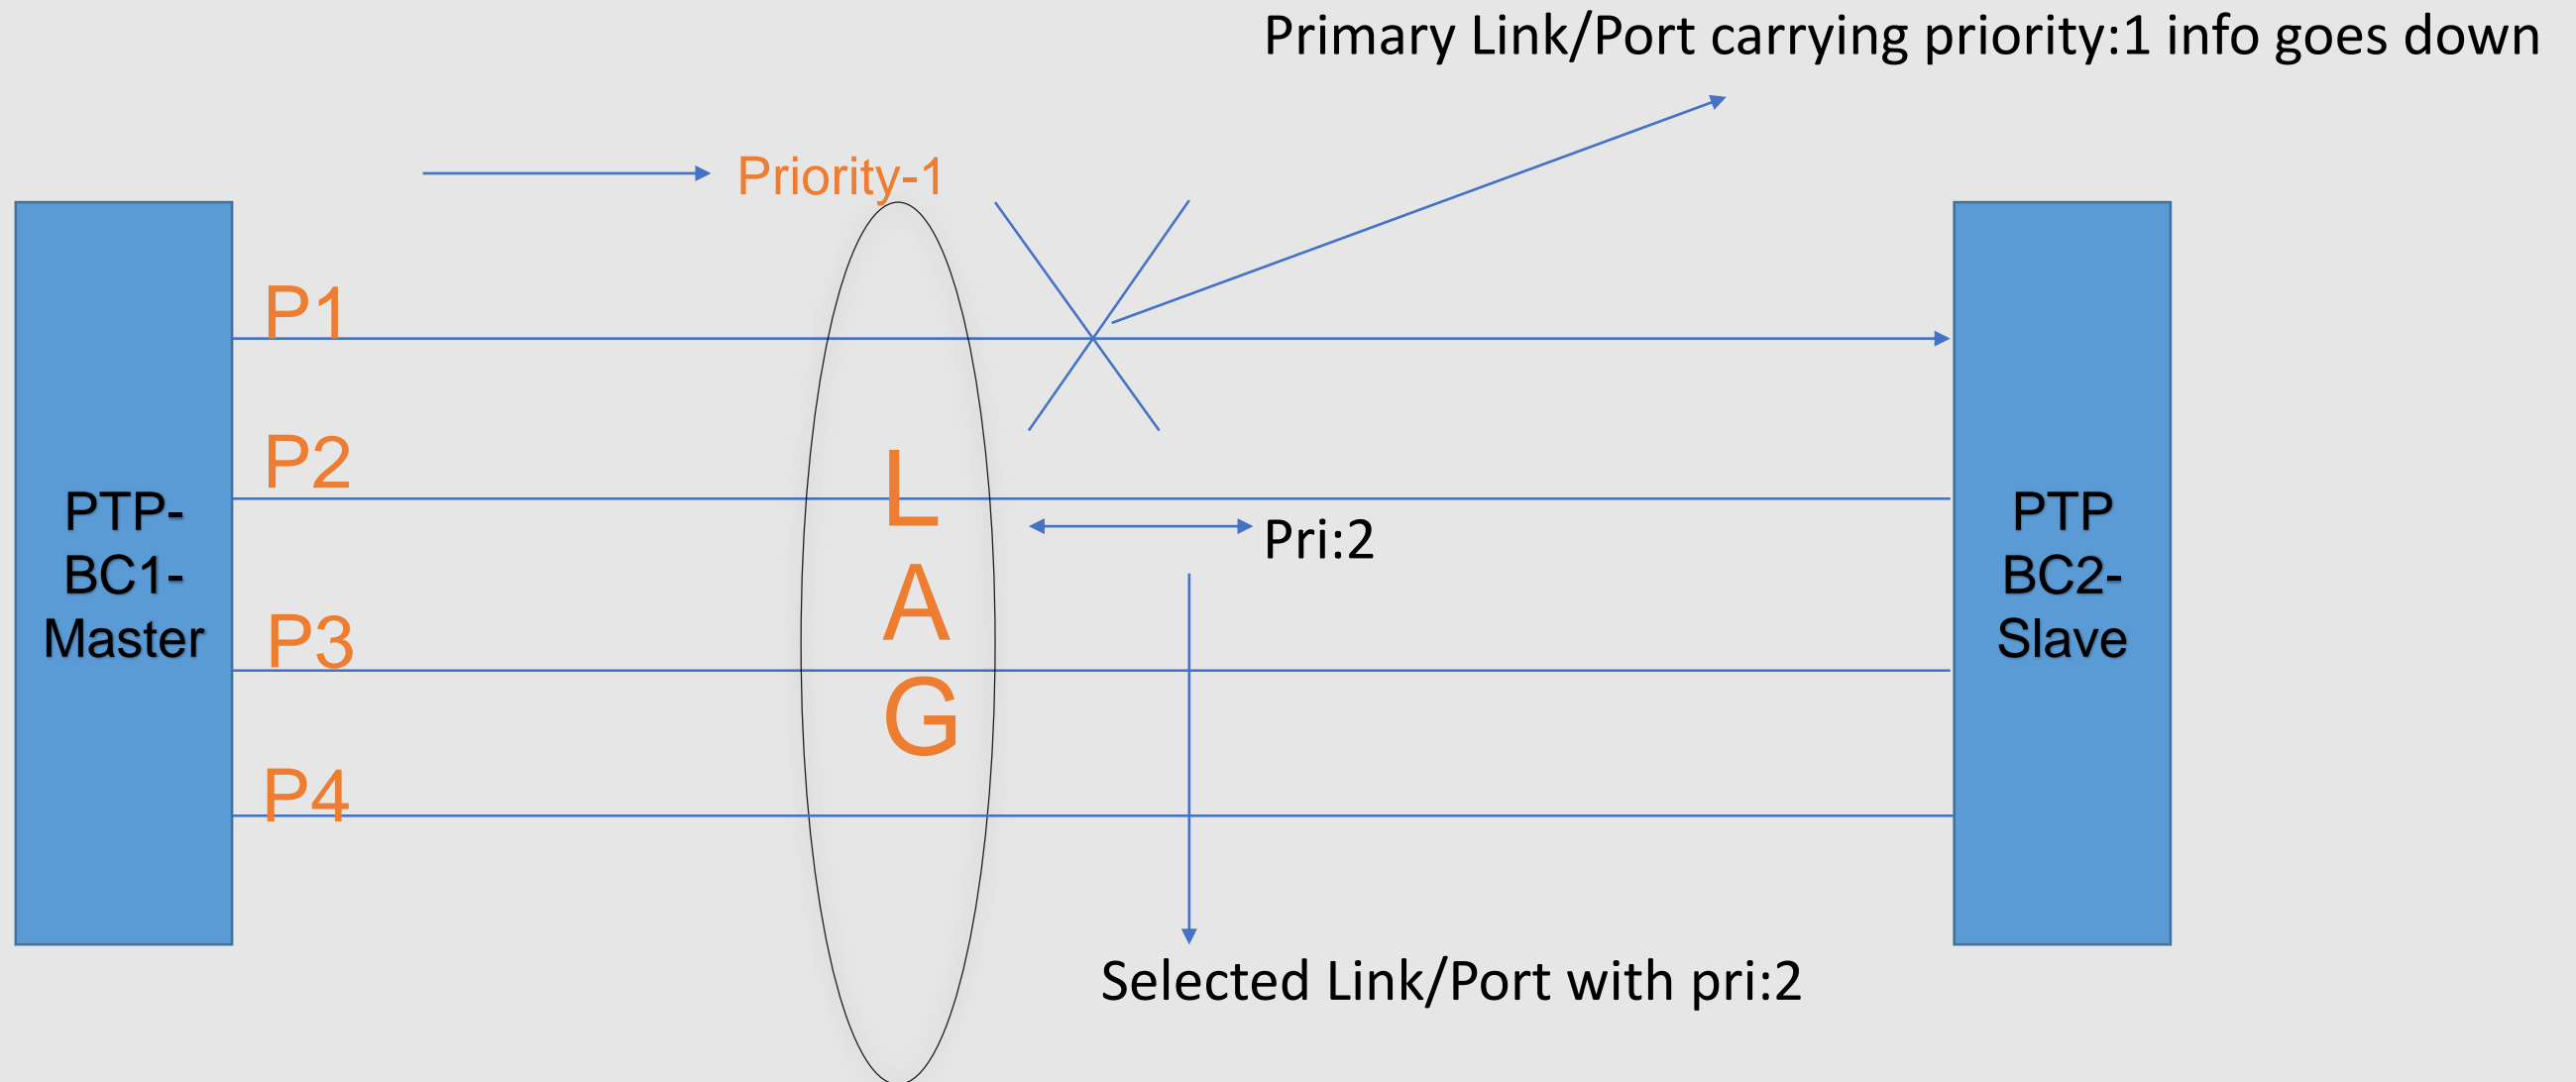 Primary Link/Port carrying priority:1 info goes down
Priority-1
P1
P2
P3
P4
PTP-
BC1-
Master
L
A
G
Pri:2
PTP
BC2-
Slave
Selected Link/Port with pri:2